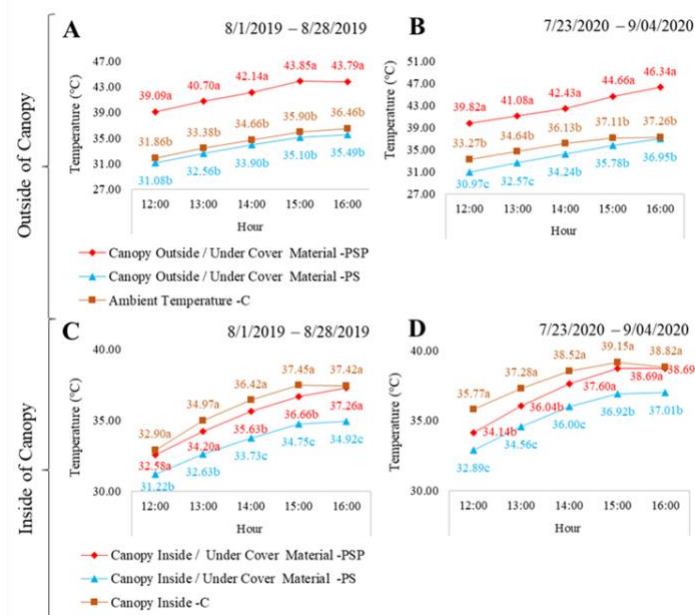 Outside of Canopy
A
8/1/2019 – 8/28/2019
Temperature (°C)
47.00
43.00
39.00
35.00
31.00
27.00
39.09a
40.70a
42.14a
43.85a
43.79a
31.86b
33.38b
34.66b
35.90b
36.46b
31.08b
32.56b
33.90b
35.10b
35.49b
12:00 13:00 14:00 15:00 16:00
Hour
B
7/23/2020 – 9/04/2020
Temperature (°C)
51.00
47.00
43.00
39.00
35.00
31.00
27.00
39.82a
41.08a
42.43a
44.66a
46.34a
33.27b
34.64b
36.13b
37.11b
37.26b
30.97c
32.57c
34.24b
35.78b
36.95b
12:00 13:00 14:00 15:00 16:00
Hour
Canopy Outside / Under Cover Material -PSP
Canopy Outside / Under Cover Material -PS
Ambient Temperature -C
Inside of Canopy
C
8/1/2019 – 8/28/2019
Temperature (°C)
40.00
35.00
30.00
32.90a
34.97a
36.42a
37.45a
37.42a
32.58a
34.20a
35.63b
36.66b
37.26a
31.22b
32.63b
33.73c
34.75c
34.92c
12:00 13:00 14:00 15:00 16:00
Hour
D
7/23/2020 – 9/04/2020
Temperature (°C)
40.00
35.00
30.00
35.77a
37.28a
38.52a
39.15a
38.82a
34.14b
36.04b
37.60a
38.69a
38.69
32.89c
34.56c
36.00c
36.92b
37.01b
12:00 13:00 14:00 15:00 16:00
Hour
Canopy Inside / Under Cover Material -PSP
Canopy Inside / Under Cover Material -PS
Canopy Inside -C